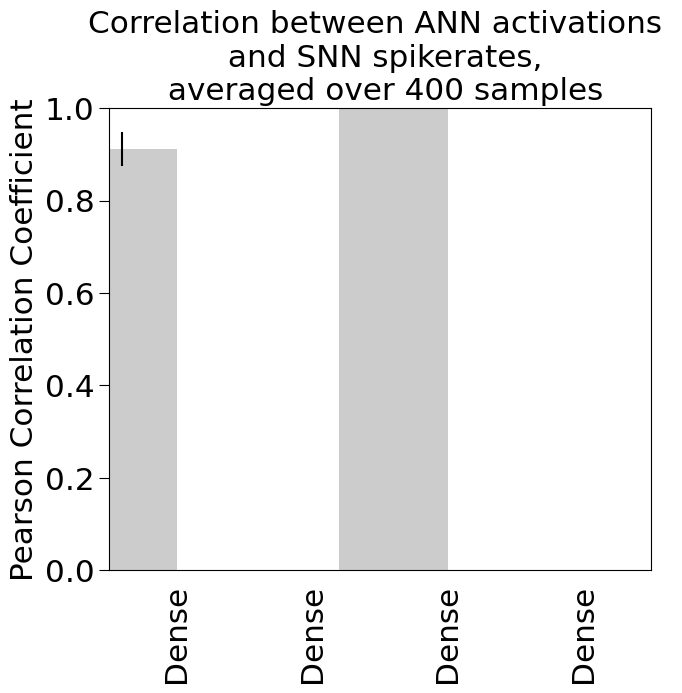 Correlation between ANN activations
and SNN spikerates,
averaged over 400 samples
Pearson Correlation Coefficient
1.0
0.8
0.6
0.4
0.2
0.0
Dense
Dense
Dense
Dense